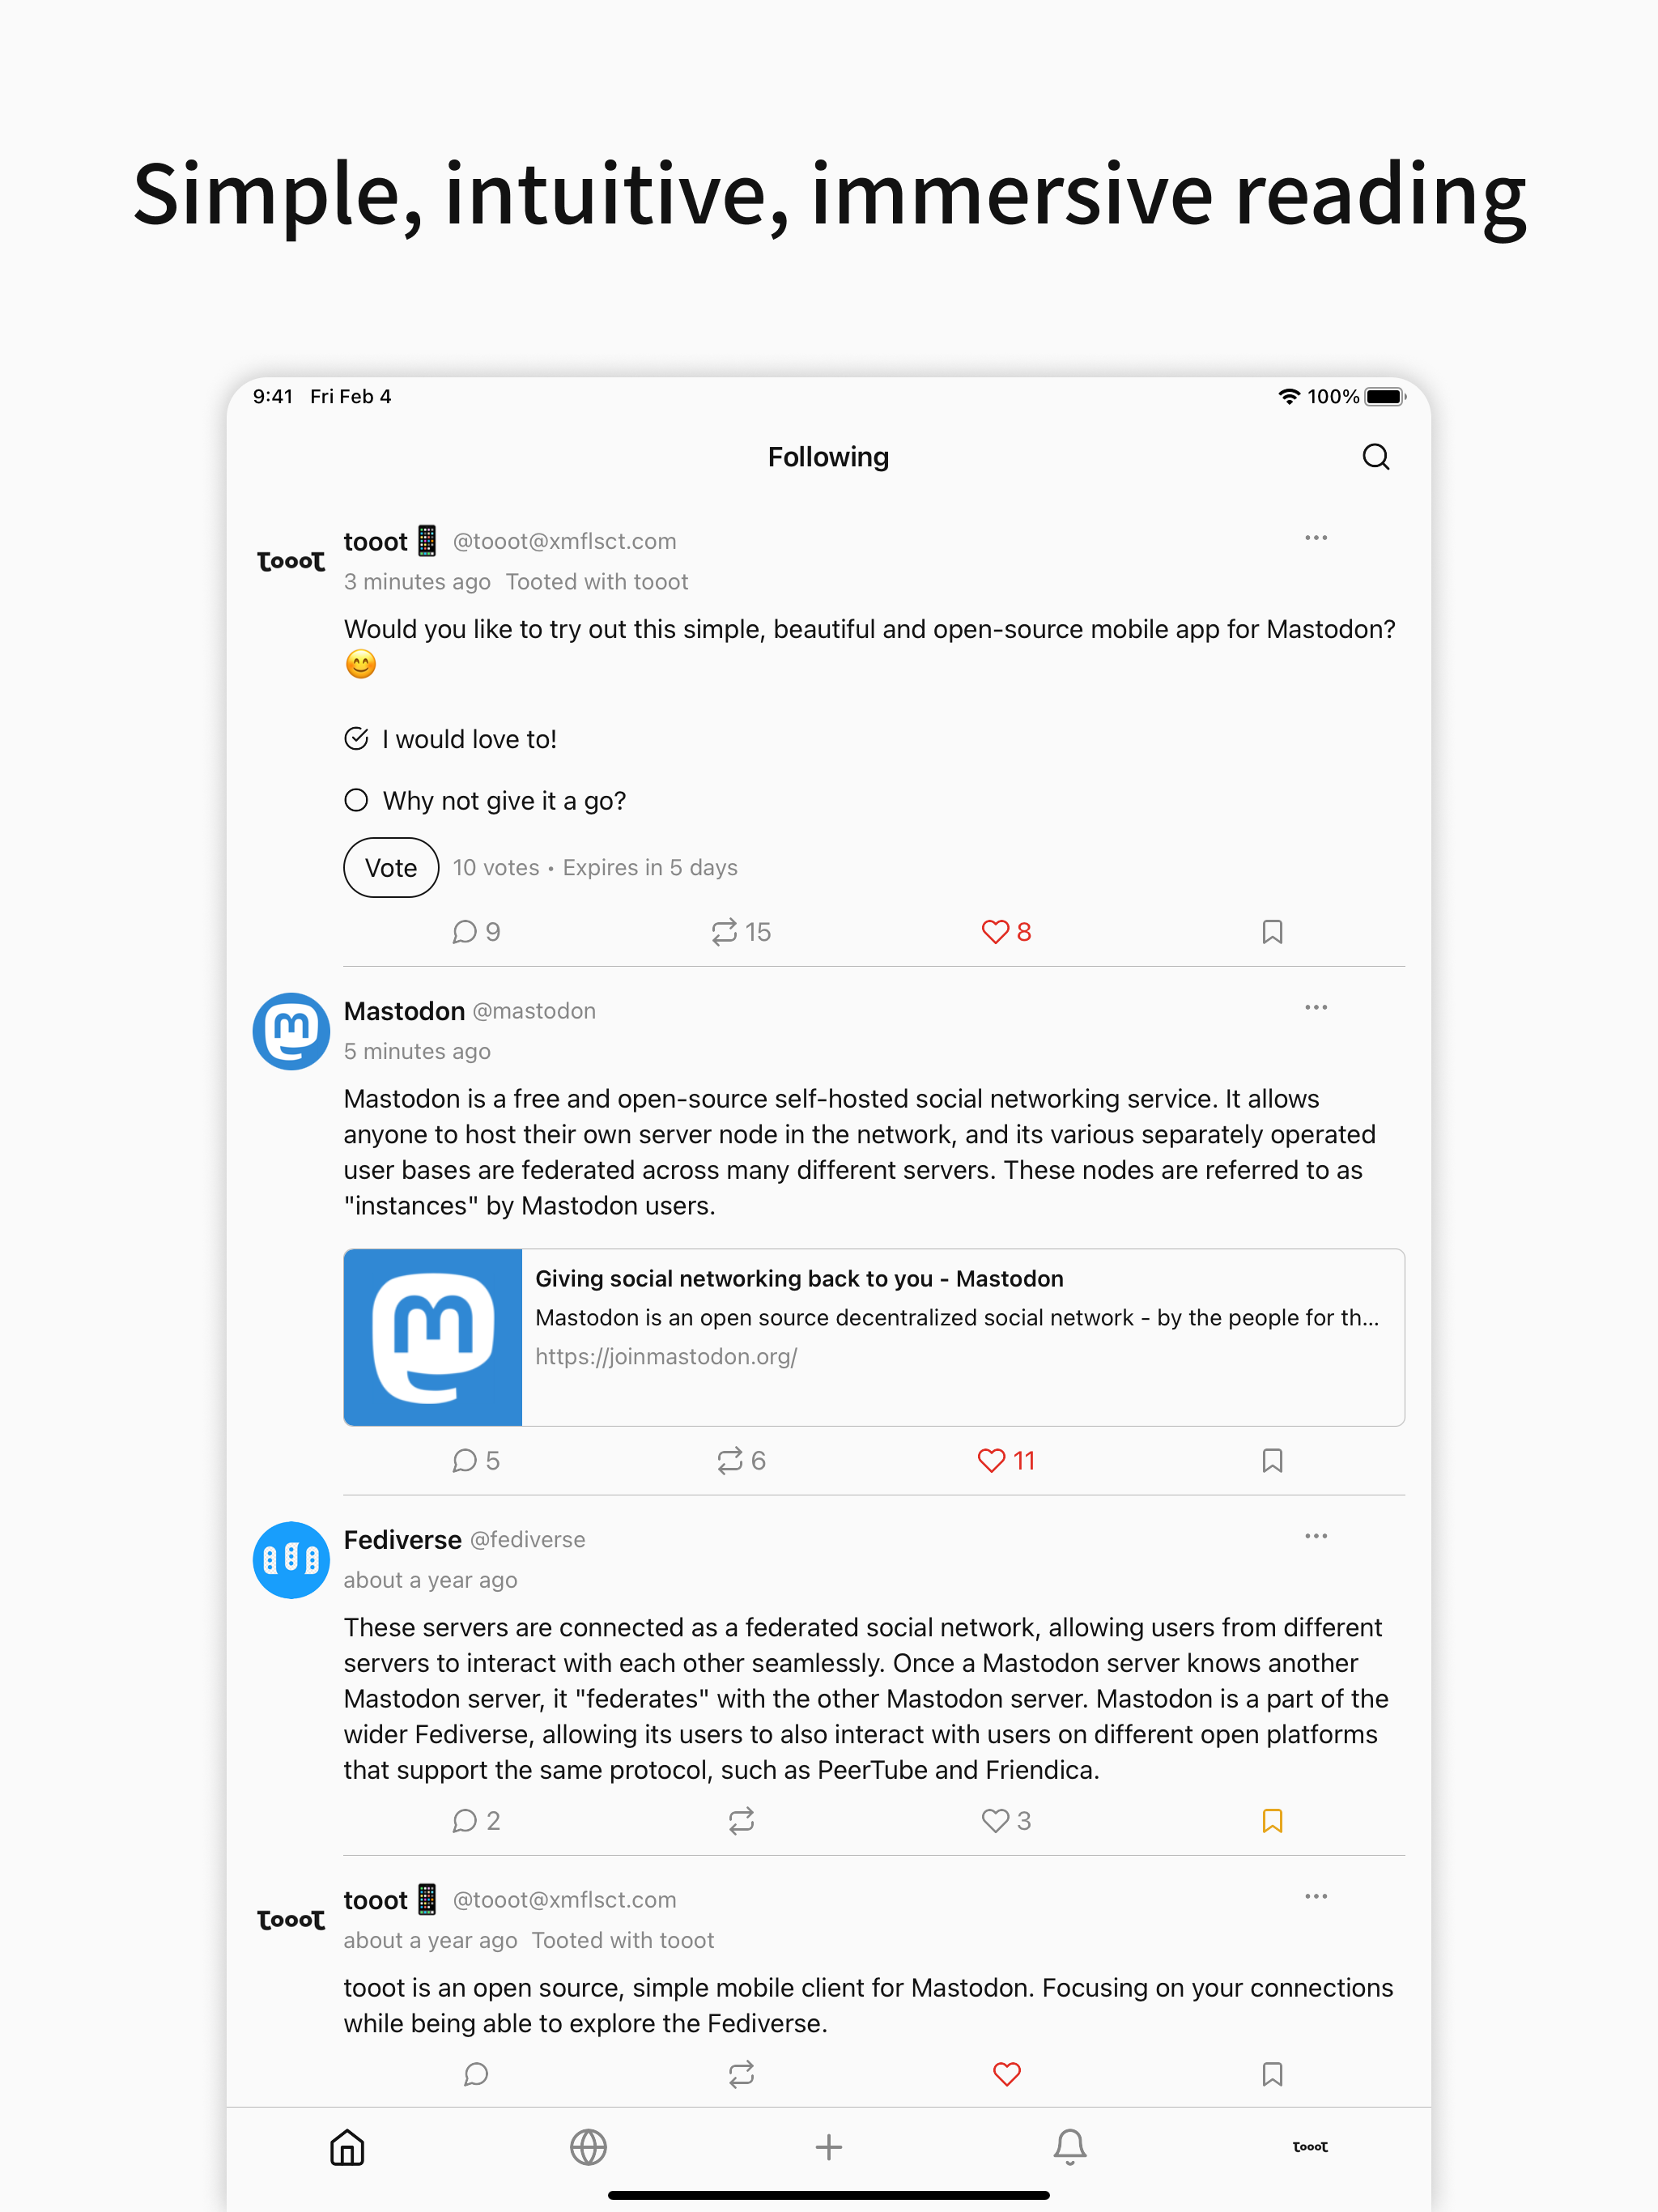 Simple, intuitive, immersive reading
9:41 Fri Feb 4
100%
Following
tooot
tooot 📱 @tooot@xmflsct.com
3 minutes ago Tooted with tooot
Would you like to try out this simple, beautiful and open-source mobile app for Mastodon?
😊
I would love to!
Why not give it a go?
Vote 10 votes • Expires in 5 days
9 15 8
Mastodon @mastodon
5 minutes ago
Mastodon is a free and open-source self-hosted social networking service. It allows
anyone to host their own server node in the network, and its various separately operated
user bases are federated across many different servers. These nodes are referred to as
"instances" by Mastodon users.
Giving social networking back to you - Mastodon
Mastodon is an open source decentralized social network - by the people for th...
https://joinmastodon.org/
5 6 11
Fediverse @fediverse
about a year ago
These servers are connected as a federated social network, allowing users from different
servers to interact with each other seamlessly. Once a Mastodon server knows another
Mastodon server, it "federates" with the other Mastodon server. Mastodon is a part of the
wider Fediverse, allowing its users to also interact with users on different open platforms
that support the same protocol, such as PeerTube and Friendica.
2 3
tooot
tooot 📱 @tooot@xmflsct.com
about a year ago Tooted with tooot
tooot is an open source, simple mobile client for Mastodon. Focusing on your connections
while being able to explore the Fediverse.
tooot